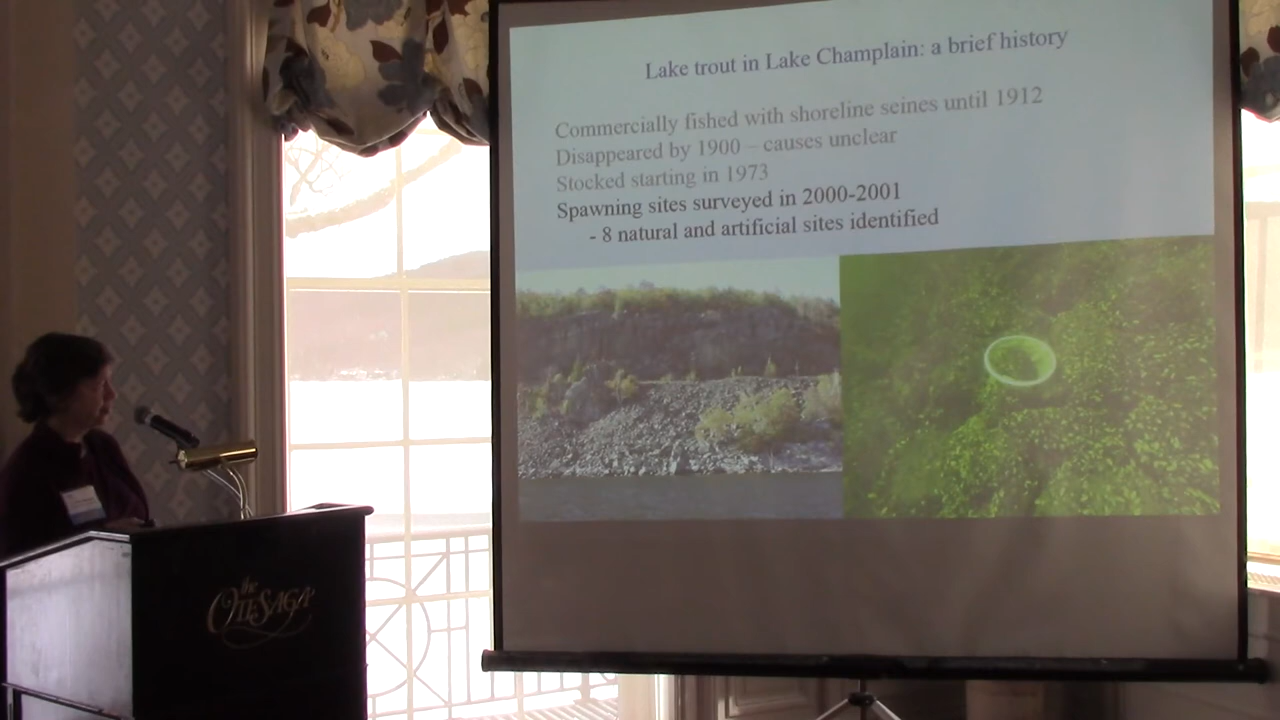 Lake trout in Lake Champlain: a brief history
Commercially fished with shoreline seines until 1912
Disappeared by 1900 – causes unclear
Stocked starting in 1973
Spawning sites surveyed in 2000-2001
- 8 natural and artificial sites identified
the
OTESAGA